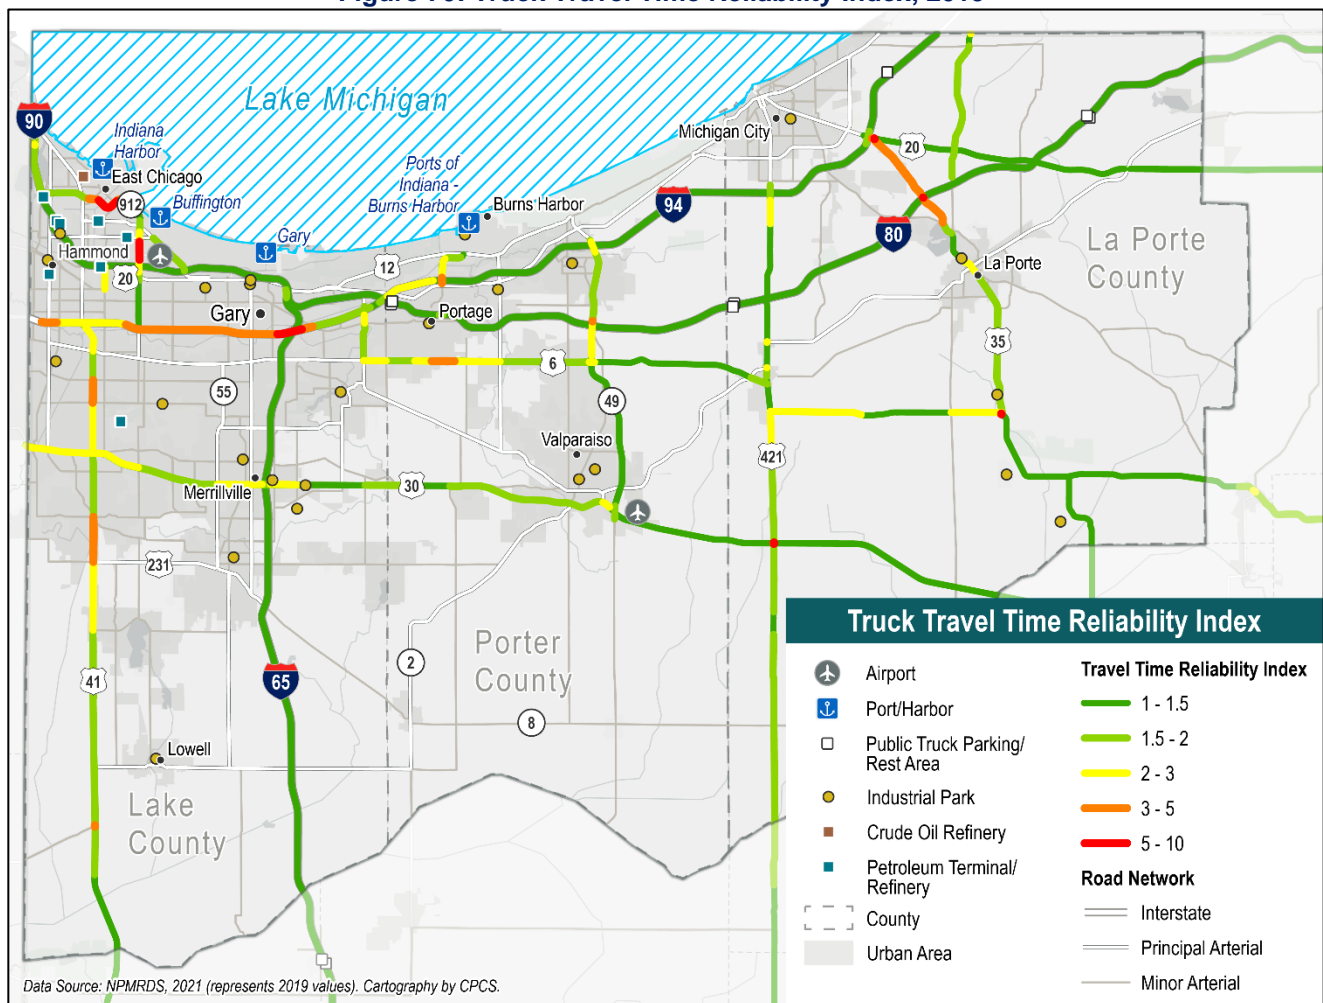 Lake Michigan
90
Indiana
Harbor
East Chicago
912
Buffington
Ports of
Indiana -
Burns Harbor
Burns Harbor
Michigan City
20
94
80
La Porte
County
La Porte
Hammond
20
Gary
12
Gary
Portage
6
35
55
49
Valparaiso
421
Merrillville
30
231
Porter
County
2
41
65
8
Lowell
Lake
County
Truck Travel Time Reliability Index
Airport
Port/Harbor
Public Truck Parking/
Rest Area
Industrial Park
Crude Oil Refinery
Petroleum Terminal/
Refinery
County
Urban Area
Travel Time Reliability Index
1 - 1.5
1.5 - 2
2 - 3
3 - 5
5 - 10
Road Network
Interstate
Principal Arterial
Minor Arterial
Data Source: NPMRDS, 2021 (represents 2019 values). Cartography by CPCS.